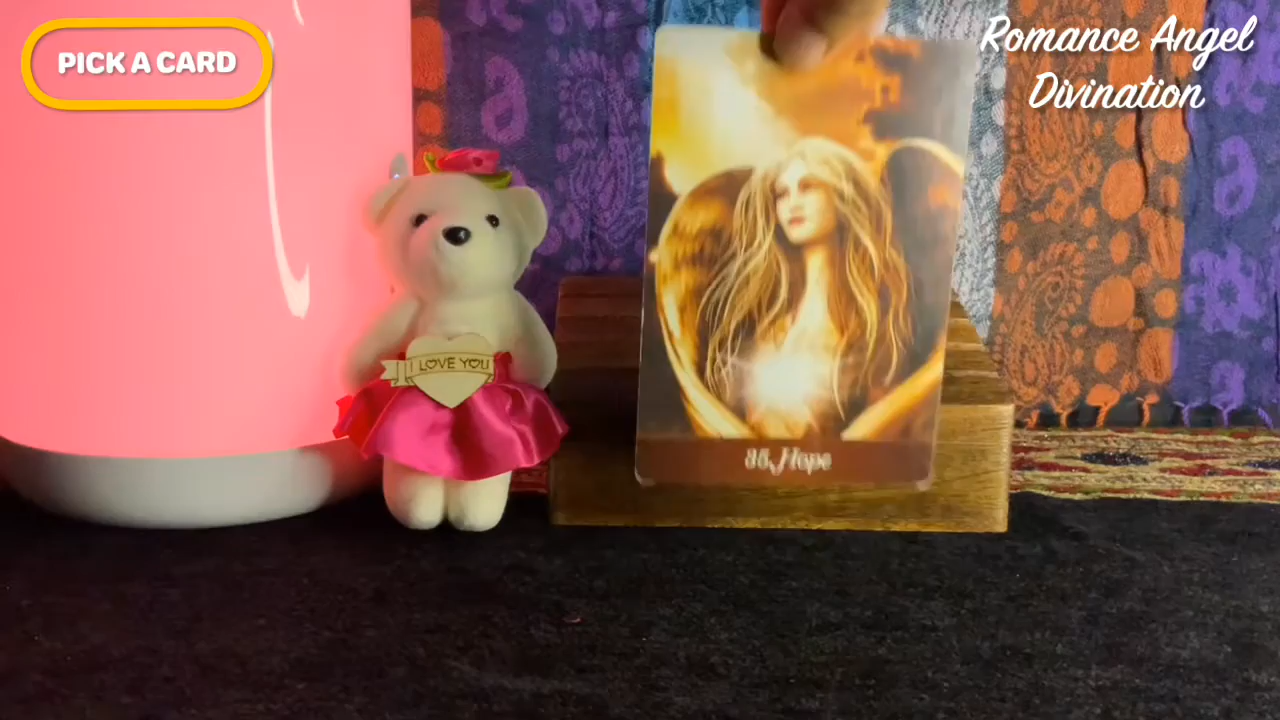 PICK A CARD
Romance Angel
Divination
I LOVE YOU
35 Hope